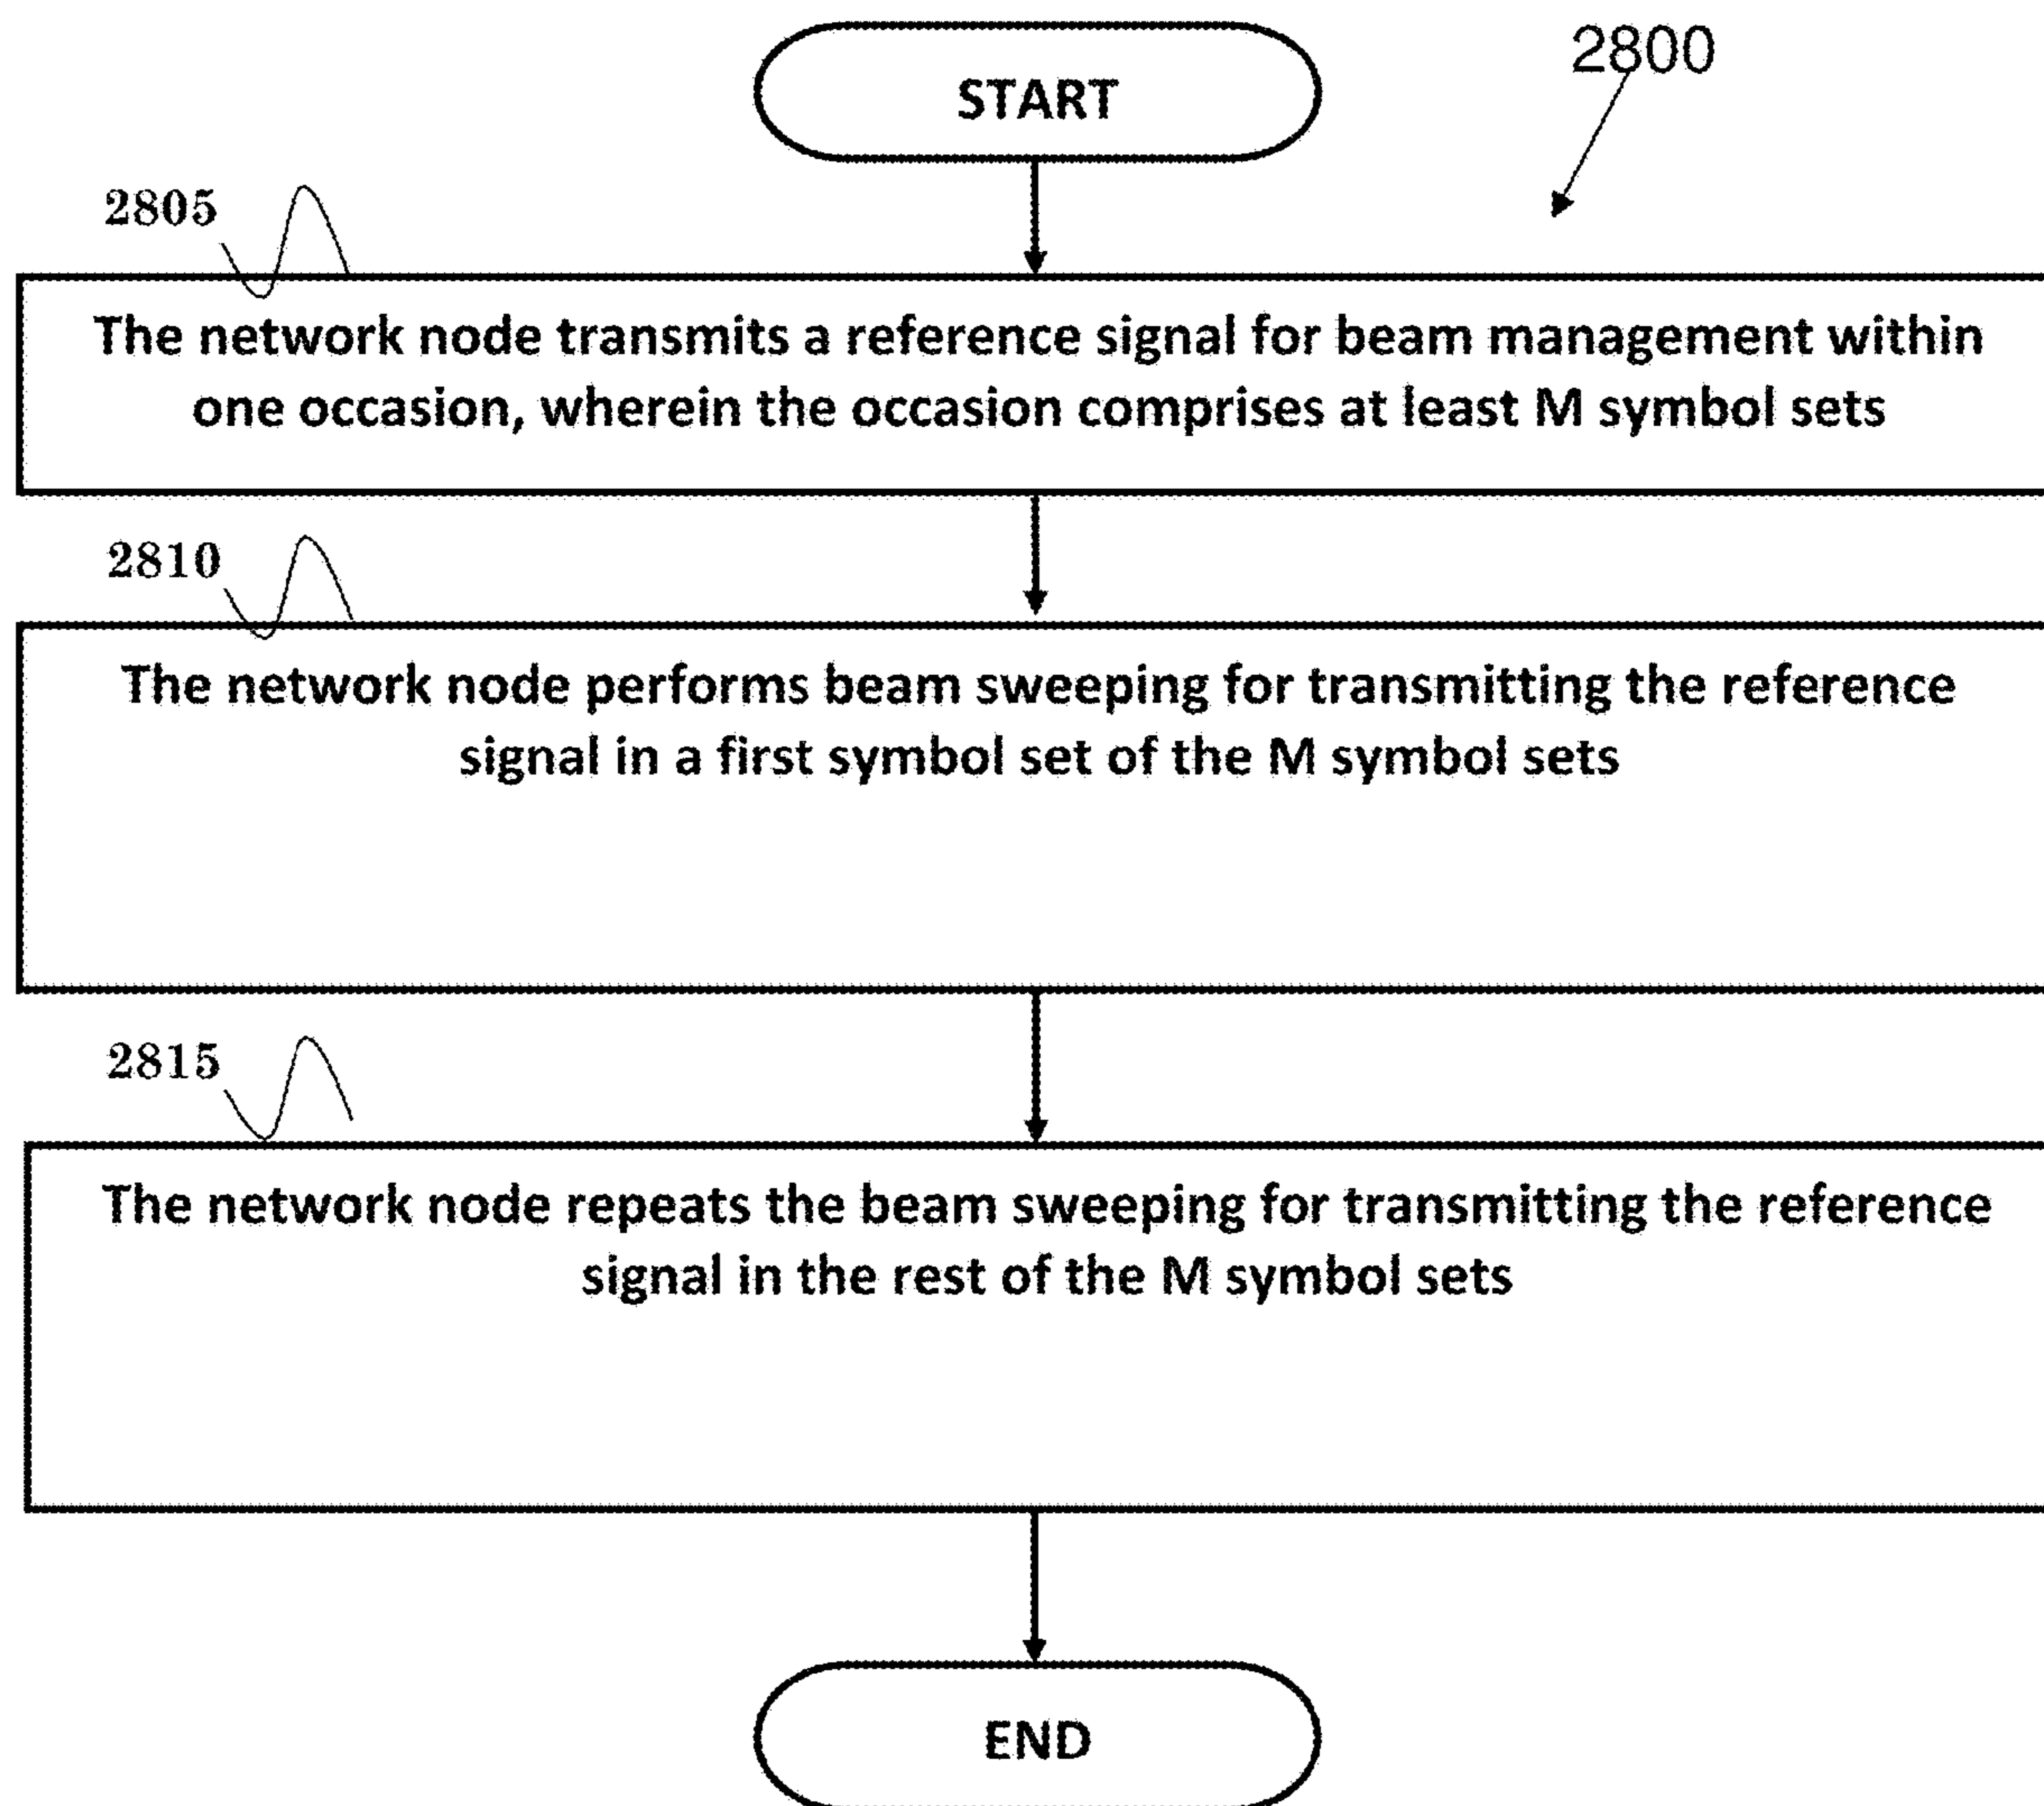 START
2800
2805
The network node transmits a reference signal for beam management within
one occasion, wherein the occasion comprises at least M symbol sets
2810
The network node performs beam sweeping for transmitting the reference
signal in a first symbol set of the M symbol sets
2815
The network node repeats the beam sweeping for transmitting the reference
signal in the rest of the M symbol sets
END